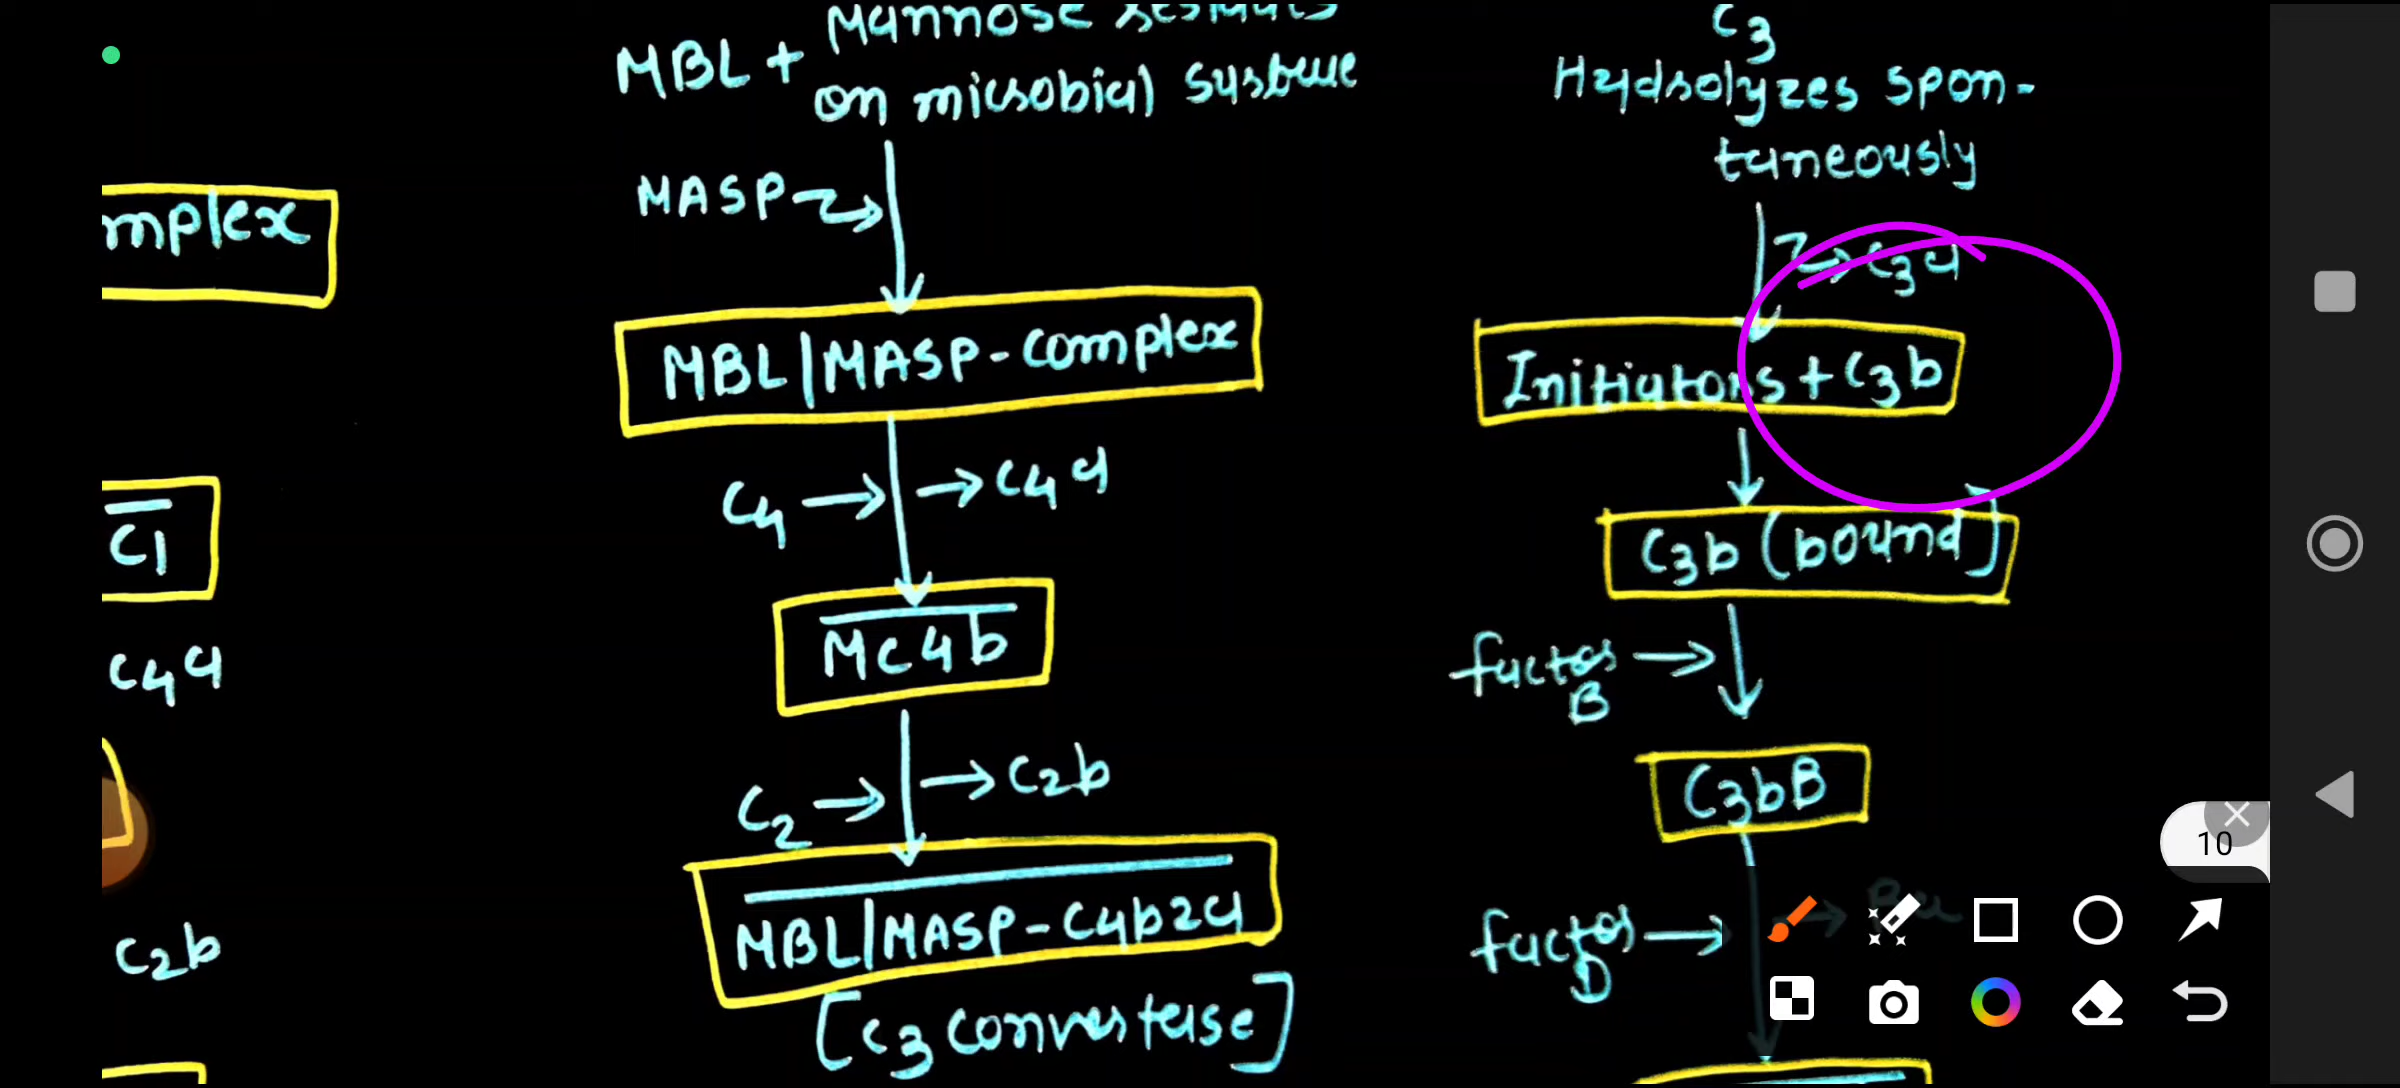 mplex
C1
C4a
C2b
MBL + Mannose residues
on microbial
MASP
MBL|MASP-complex
C4 → → C4a
MC4b
C2 → → C2b
MBL|MASP-C4b2a
[C3 convertase]
C3
Hydrolyzes spon-
taneously
→ C3a
Initiators + C3b
C3b (bound)
factor →
B
C3bB
factor →
D
10